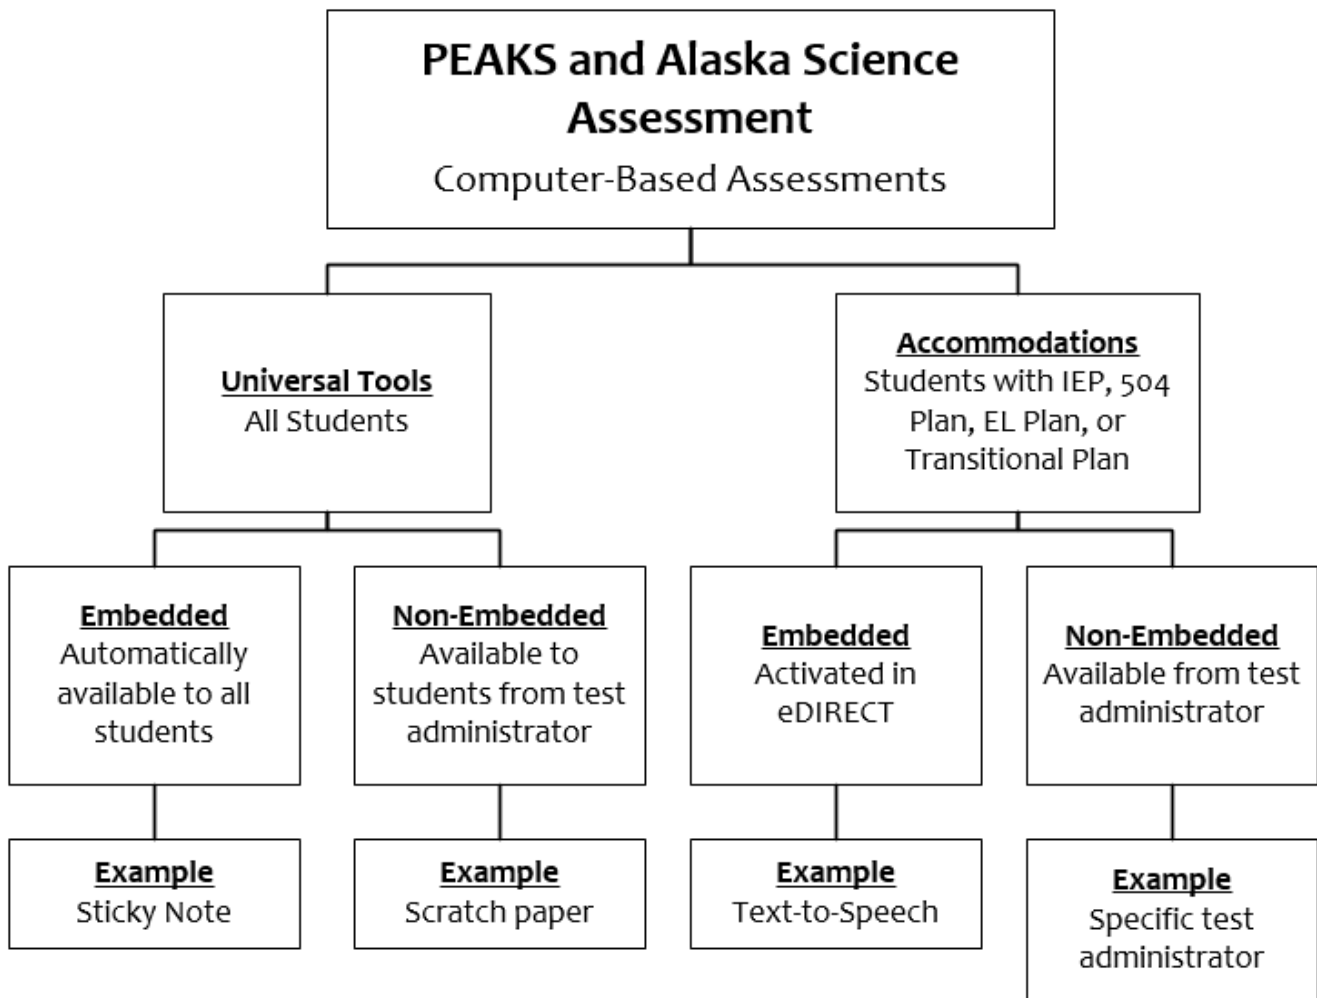 PEAKS and Alaska Science
Assessment
Computer-Based Assessments
Universal Tools
All Students
Accommodations
Students with IEP, 504
Plan, EL Plan, or
Transitional Plan
Embedded
Automatically
available to all
students
Non-Embedded
Available to
students from test
administrator
Embedded
Activated in
eDIRECT
Non-Embedded
Available from test
administrator
Example
Sticky Note
Example
Scratch paper
Example
Text-to-Speech
Example
Specific test
administrator